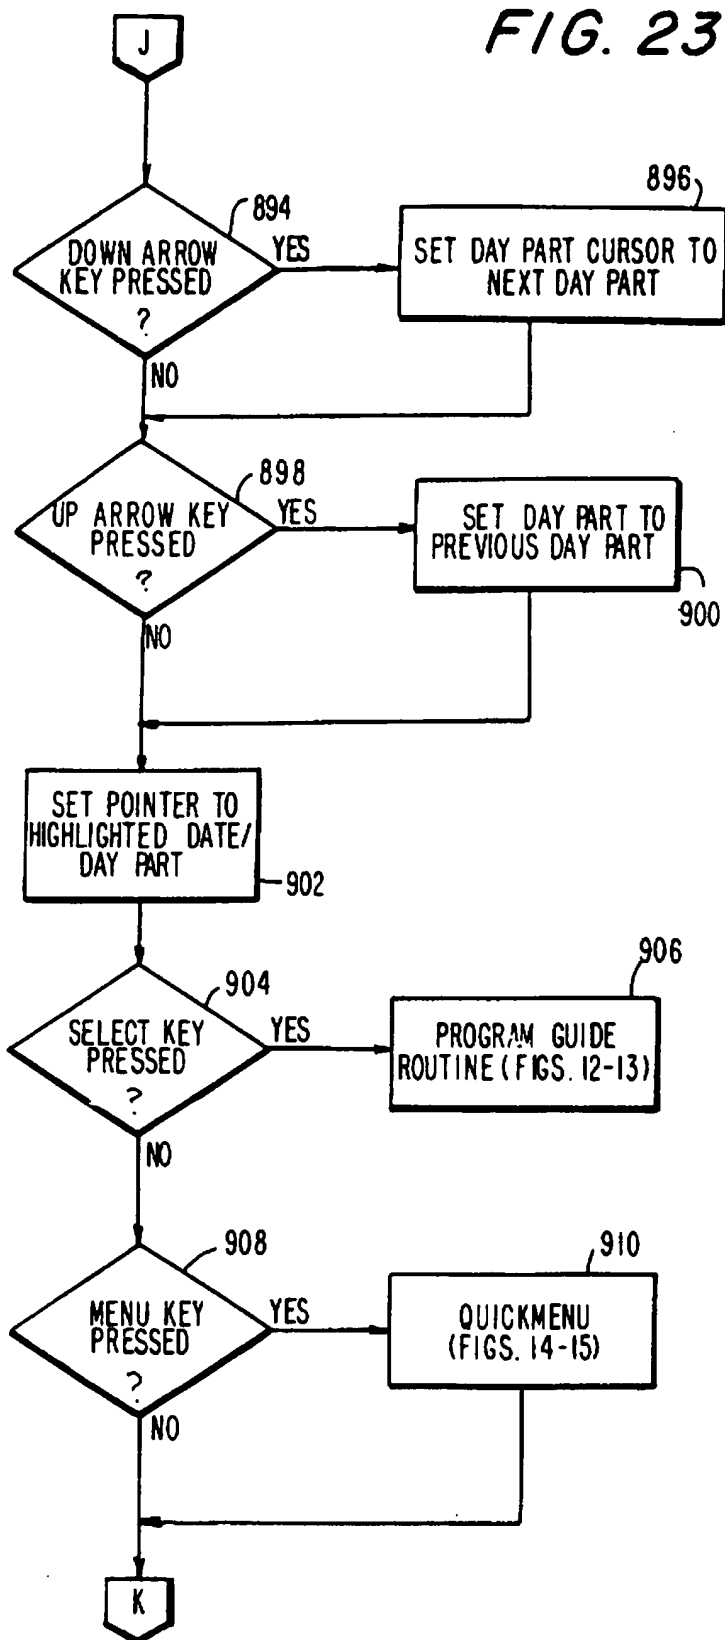 FIG. 23
J
894
DOWN ARROW
KEY PRESSED
?
YES
NO
896
SET DAY PART CURSOR TO
NEXT DAY PART
898
UP ARROW KEY
PRESSED
?
YES
NO
SET DAY PART TO
PREVIOUS DAY PART
900
SET POINTER TO
HIGHLIGHTED DATE/
DAY PART
902
904
SELECT KEY
PRESSED
?
YES
NO
906
PROGRAM GUIDE
ROUTINE (FIGS. 12-13)
908
MENU KEY
PRESSED
?
YES
NO
910
QUICKMENU
(FIGS. 14-15)
K